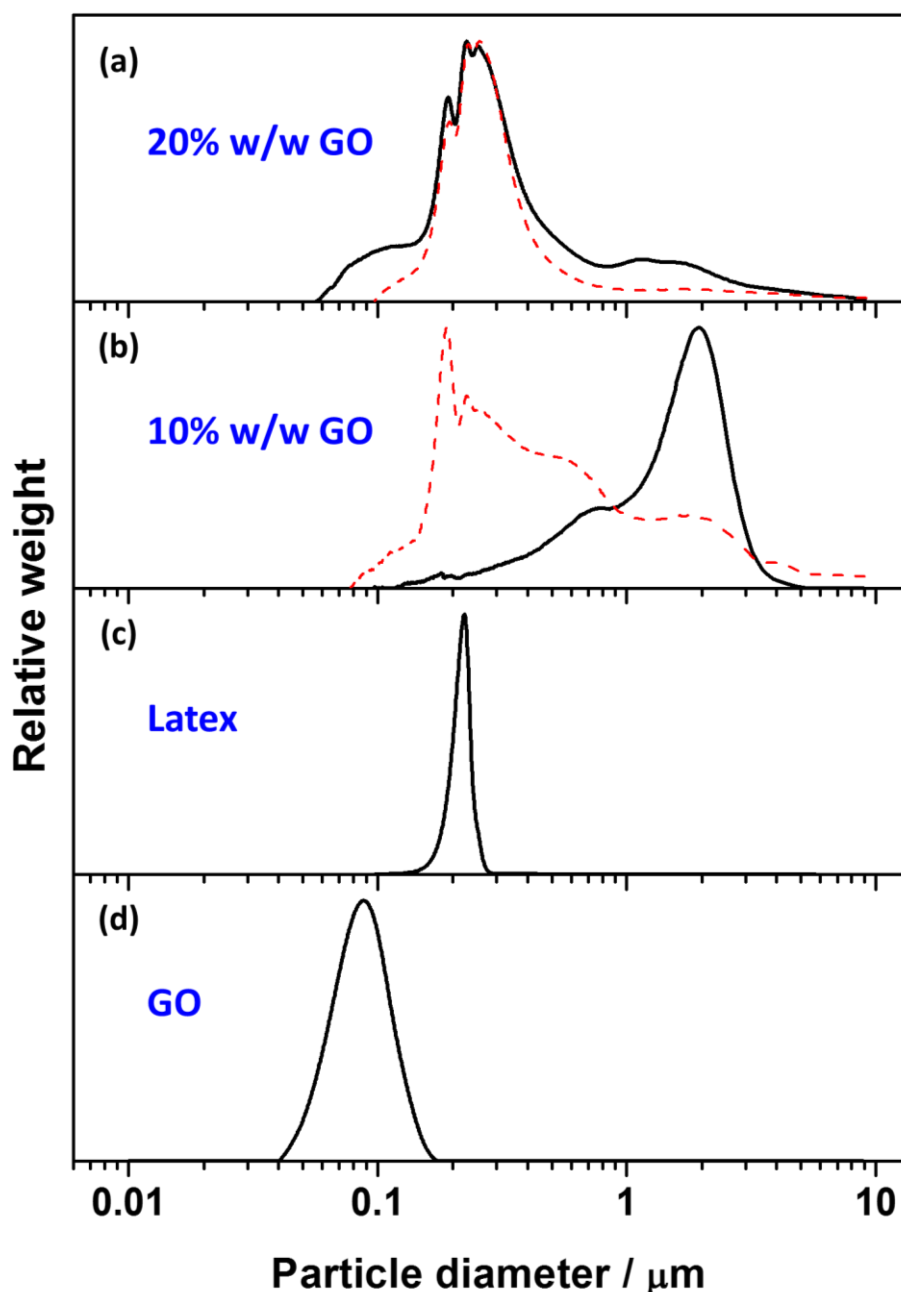 (a)
20% w/w GO
(b)
10% w/w GO
(c)
Latex
(d)
GO
Relative weight
0.01 0.1 1 10
Particle diameter / μm